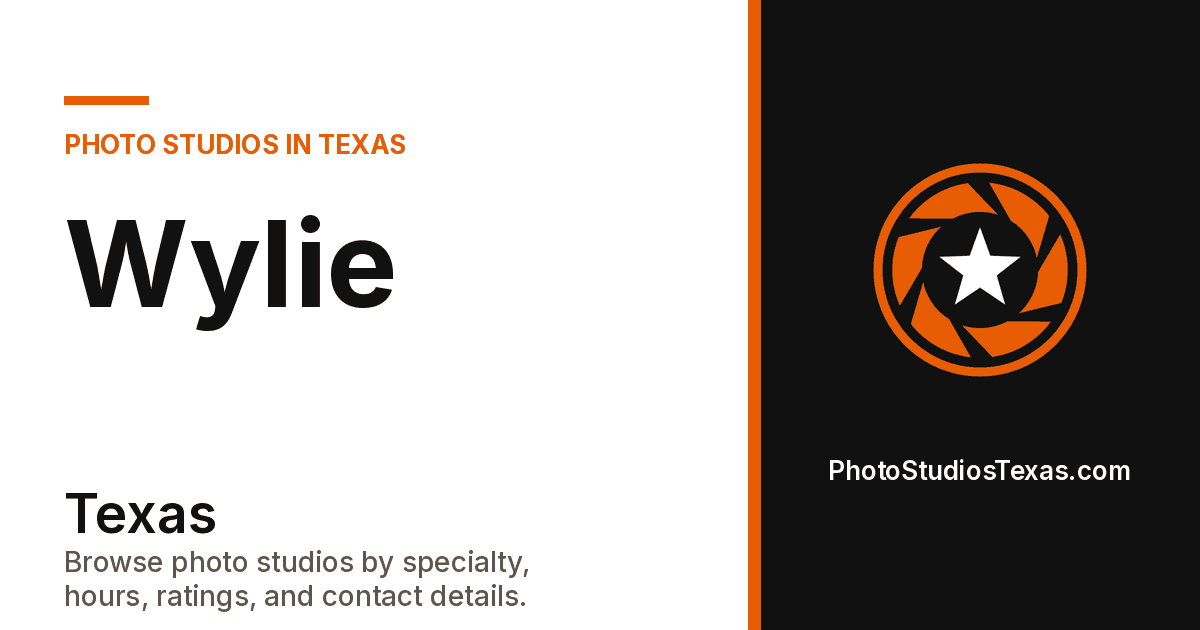 PHOTO STUDIOS IN TEXAS
Wylie
Texas
Browse photo studios by specialty,
hours, ratings, and contact details.
PhotoStudiosTexas.com